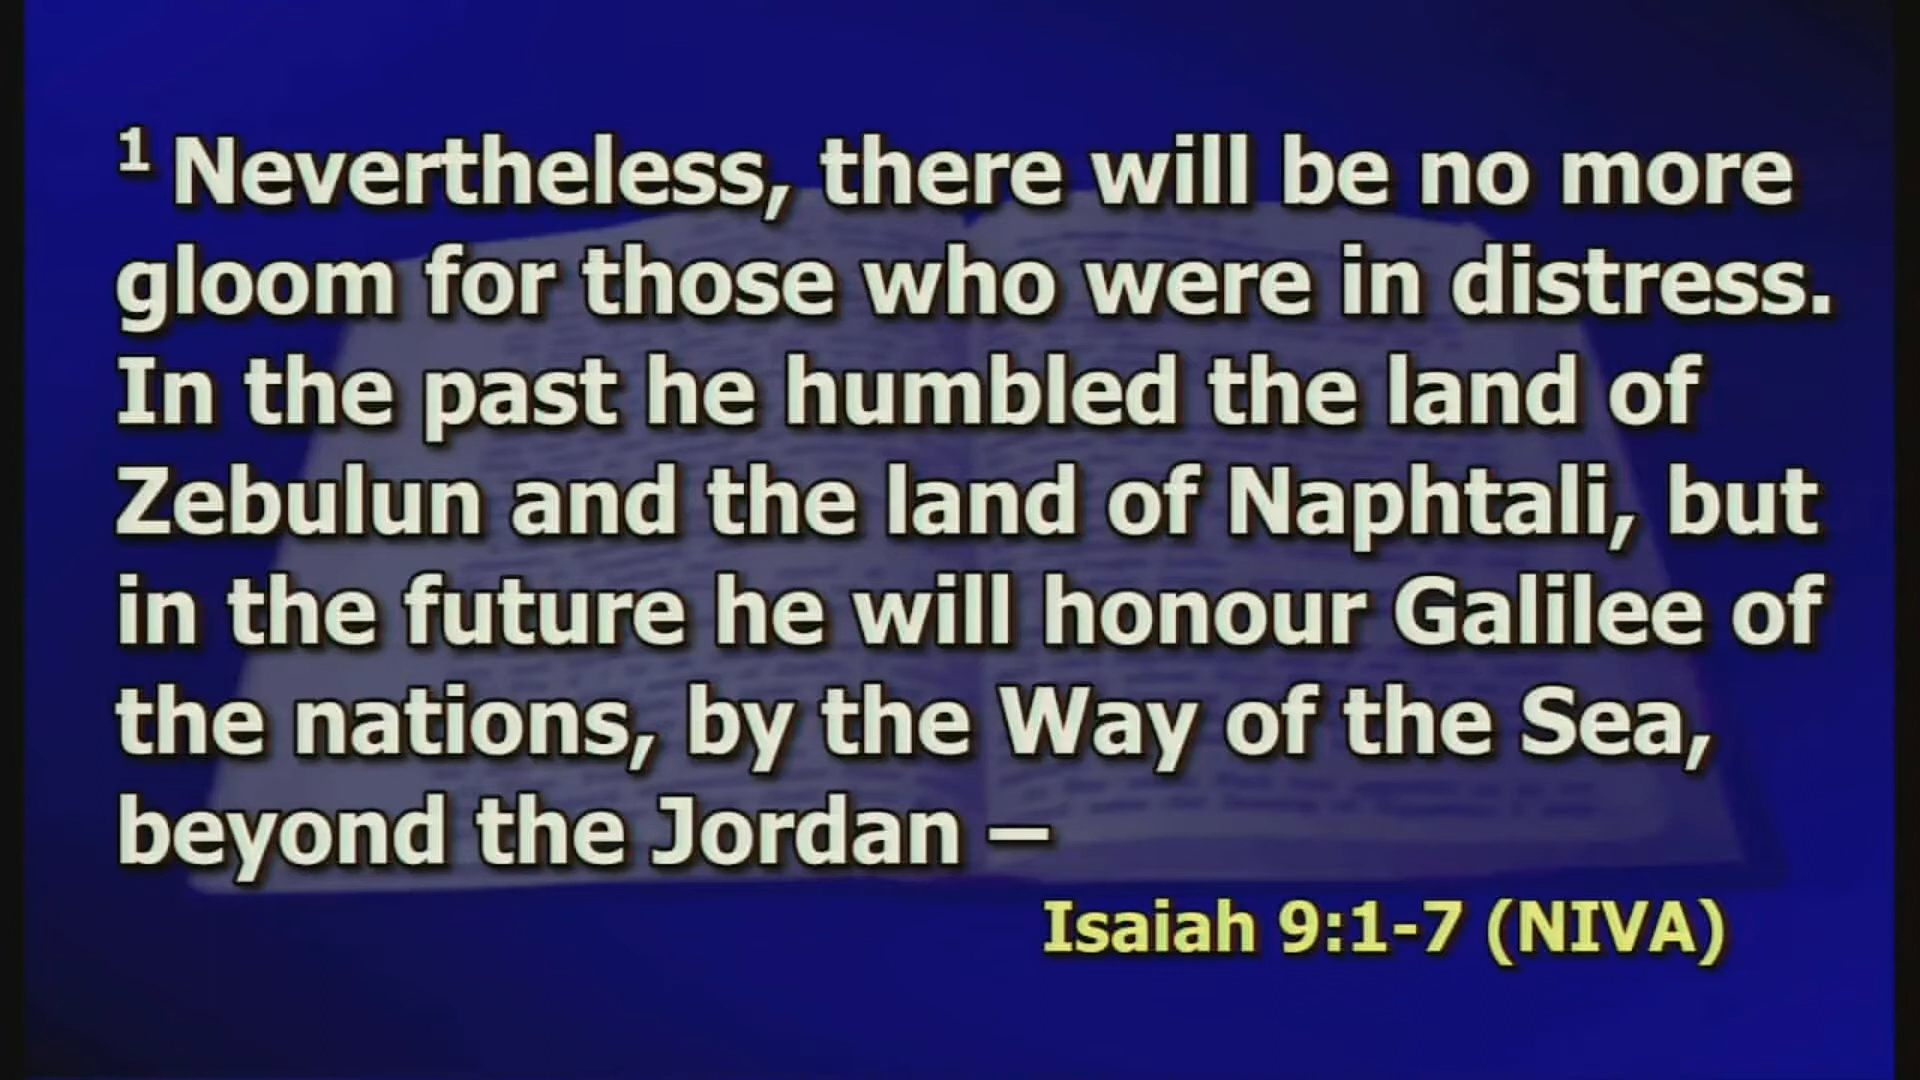 1 Nevertheless, there will be no more
gloom for those who were in distress.
In the past he humbled the land of
Zebulun and the land of Naphtali, but
in the future he will honour Galilee of
the nations, by the Way of the Sea,
beyond the Jordan –
Isaiah 9:1-7 (NIVA)